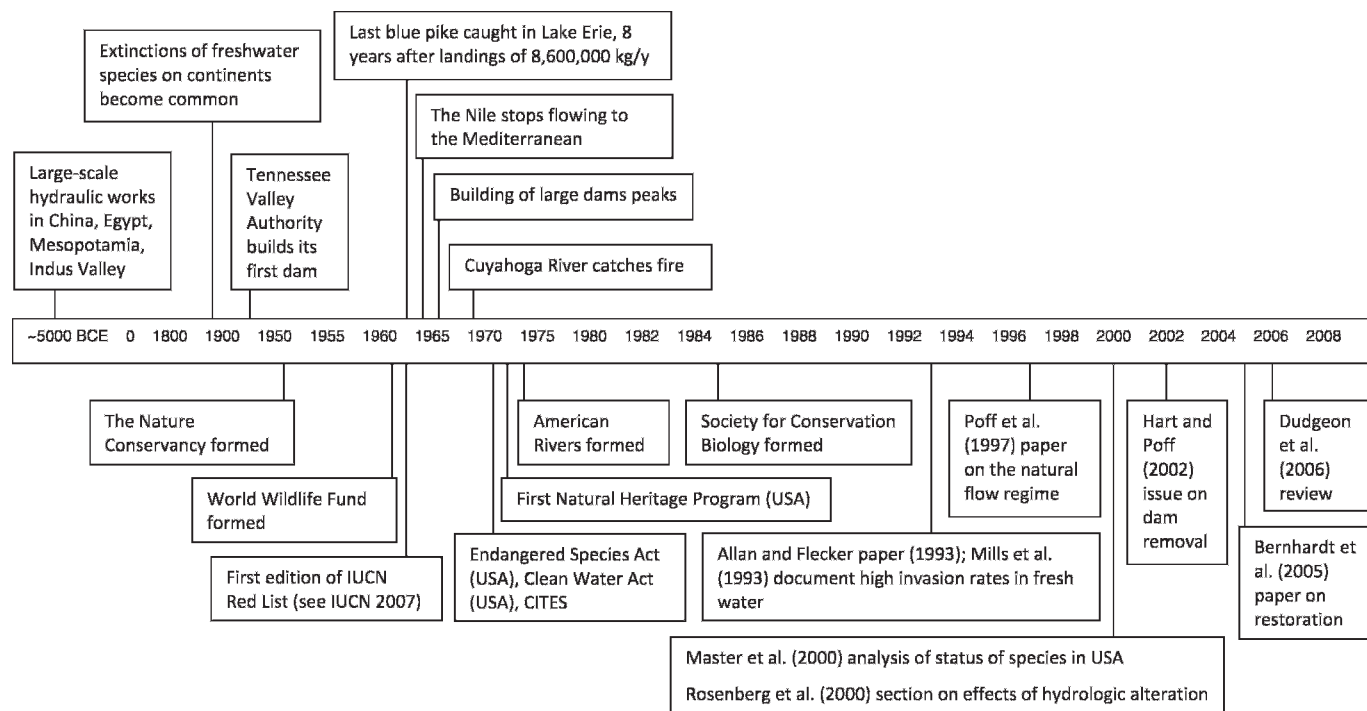 Last blue pike caught in Lake Erie, 8
years after landings of 8,600,000 kg/y
Extinctions of freshwater
species on continents
become common
The Nile stops flowing to
the Mediterranean
Large-scale
hydraulic works
in China, Egypt,
Mesopotamia,
Indus Valley
Tennessee
Valley
Authority
builds its
first dam
Building of large dams peaks
Cuyahoga River catches fire
~5000 BCE 0 1800 1900 1950 1955 1960 1965 1970 1975 1980 1982 1984 1986 1988 1990 1992 1994 1996 1998 2000 2002 2004 2006 2008
The Nature
Conservancy formed
American
Rivers formed
Society for Conservation
Biology formed
Poff et al.
(1997) paper
on the natural
flow regime
Hart and
Poff
(2002)
issue on
dam
removal
Dudgeon
et al.
(2006)
review
World Wildlife Fund
formed
First Natural Heritage Program (USA)
First edition of IUCN
Red List (see IUCN 2007)
Endangered Species Act
(USA), Clean Water Act
(USA), CITES
Allan and Flecker paper (1993); Mills et al.
(1993) document high invasion rates in fresh
water
Bernhardt et
al. (2005)
paper on
restoration
Master et al. (2000) analysis of status of species in USA
Rosenberg et al. (2000) section on effects of hydrologic alteration